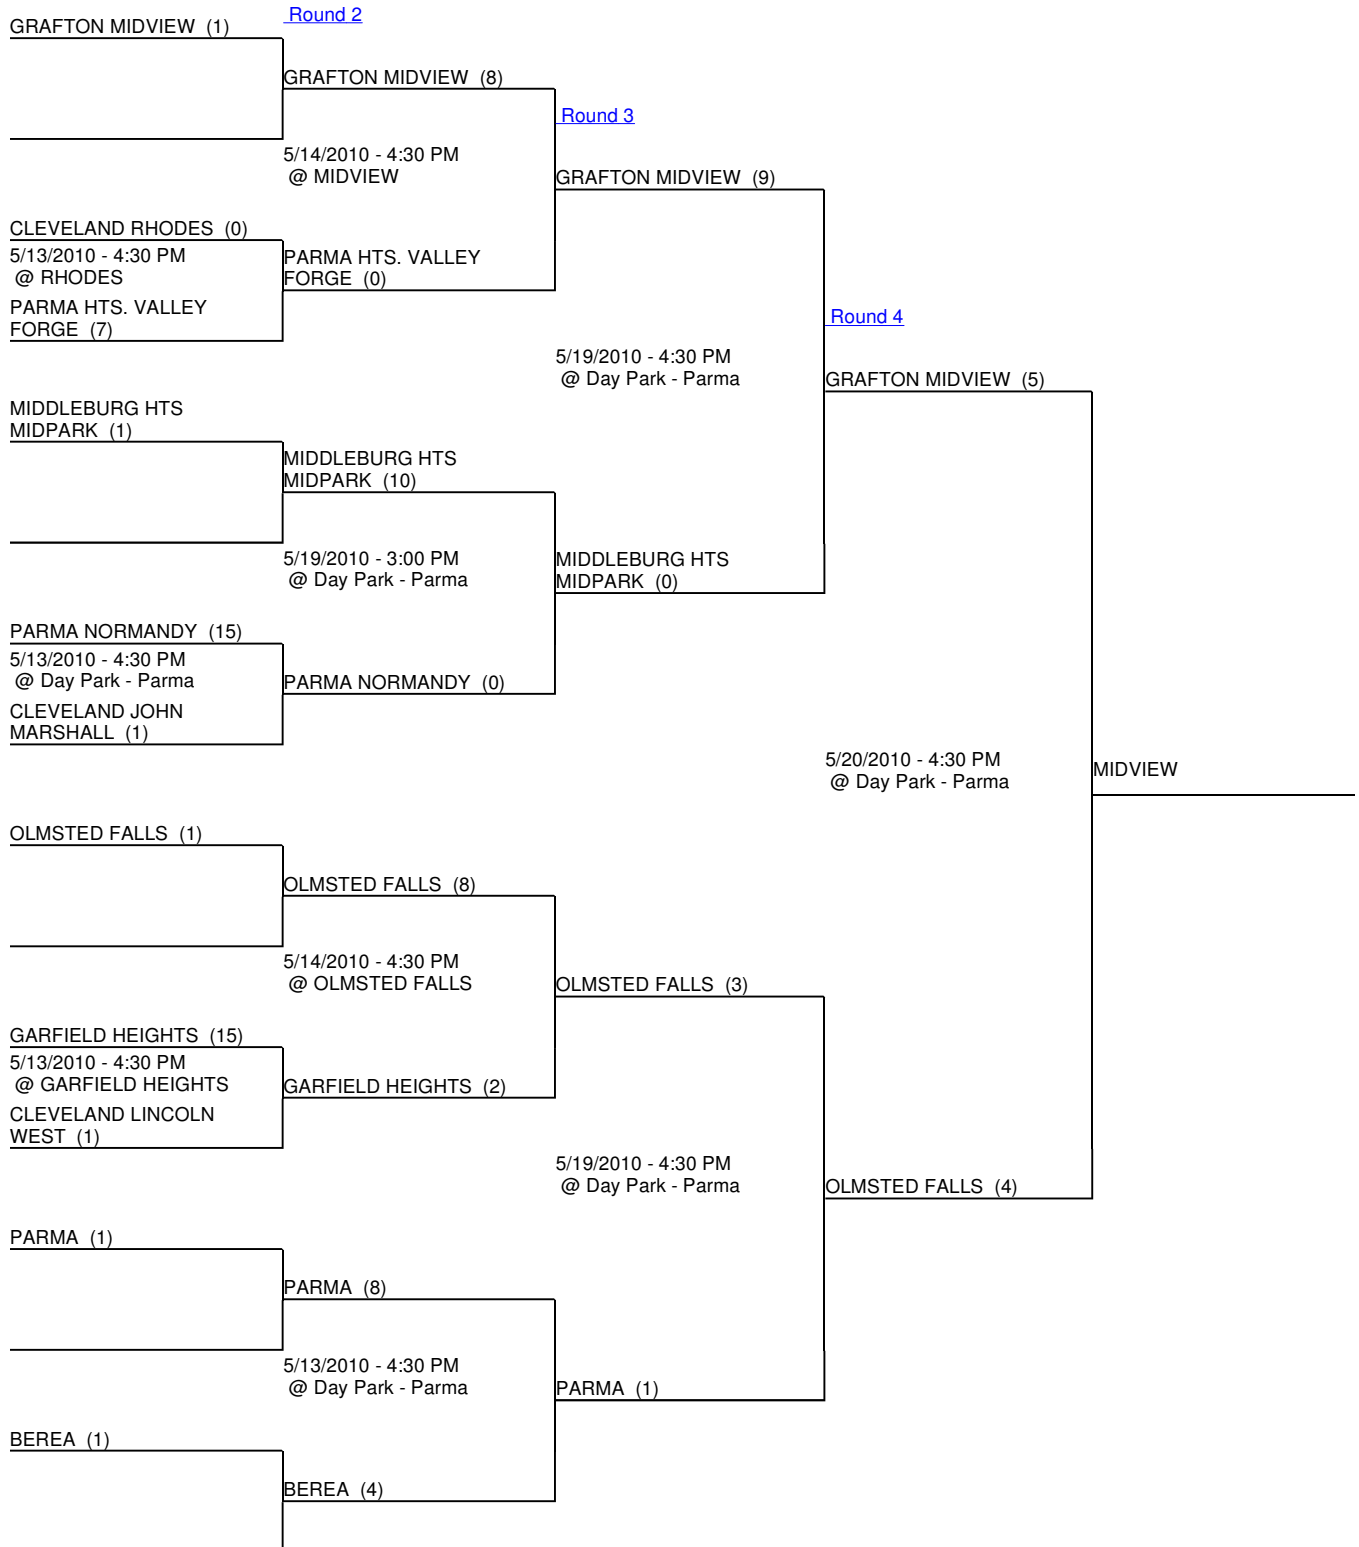 Round 2
GRAFTON MIDVIEW (1)
GRAFTON MIDVIEW (8)
Round 3
5/14/2010 - 4:30 PM
@ MIDVIEW
GRAFTON MIDVIEW (9)
CLEVELAND RHODES (0)
5/13/2010 - 4:30 PM
@ RHODES
PARMA HTS. VALLEY
FORGE (0)
PARMA HTS. VALLEY
FORGE (7)
Round 4
5/19/2010 - 4:30 PM
@ Day Park - Parma
GRAFTON MIDVIEW (5)
MIDDLEBURG HTS
MIDPARK (1)
MIDDLEBURG HTS
MIDPARK (10)
5/19/2010 - 3:00 PM
@ Day Park - Parma
MIDDLEBURG HTS
MIDPARK (0)
PARMA NORMANDY (15)
5/13/2010 - 4:30 PM
@ Day Park - Parma
PARMA NORMANDY (0)
CLEVELAND JOHN
MARSHALL (1)
5/20/2010 - 4:30 PM
@ Day Park - Parma
MIDVIEW
OLMSTED FALLS (1)
OLMSTED FALLS (8)
5/14/2010 - 4:30 PM
@ OLMSTED FALLS
OLMSTED FALLS (3)
GARFIELD HEIGHTS (15)
5/13/2010 - 4:30 PM
@ GARFIELD HEIGHTS
GARFIELD HEIGHTS (2)
CLEVELAND LINCOLN
WEST (1)
5/19/2010 - 4:30 PM
@ Day Park - Parma
OLMSTED FALLS (4)
PARMA (1)
PARMA (8)
5/13/2010 - 4:30 PM
@ Day Park - Parma
PARMA (1)
BEREA (1)
BEREA (4)